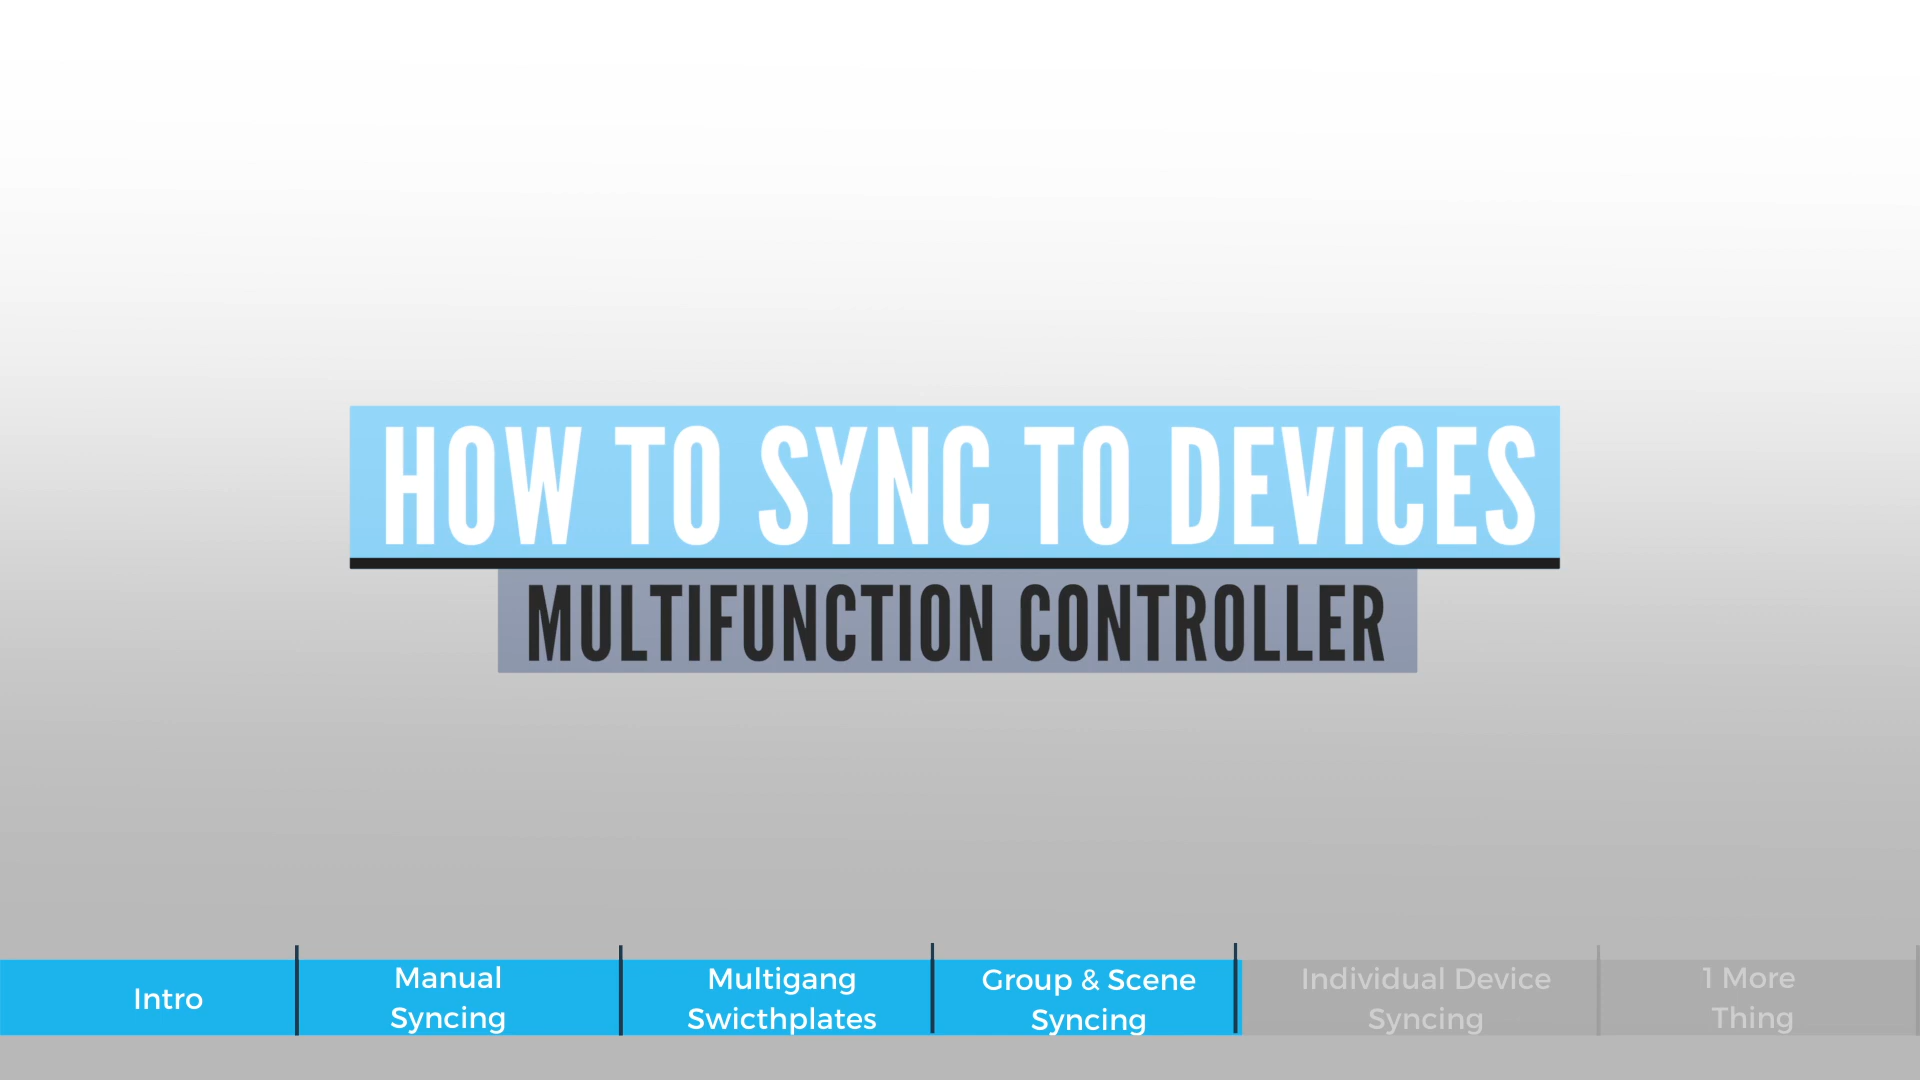 HOW TO SYNC TO DEVICES
MULTIFUNCTION CONTROLLER
Intro
Manual
Syncing
Multigang
Swicthplates
Group & Scene
Syncing
Individual Device
Syncing
1 More
Thing